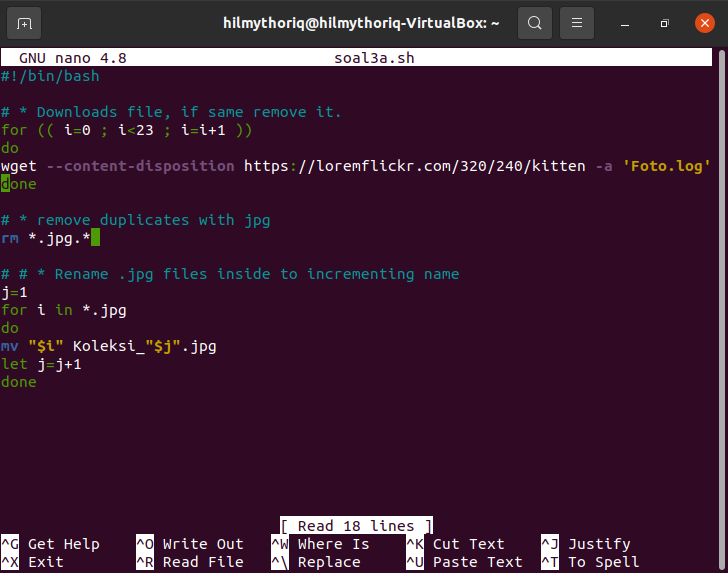 hilmythoriq@hilmythoriq-VirtualBox: ~
GNU nano 4.8 soal3a.sh
#!/bin/bash
# * Downloads file, if same remove it.
for (( i=0 ; i<23 ; i=i+1 ))
do
wget --content-disposition https://loremflickr.com/320/240/kitten -a 'Foto.log'
done
# * remove duplicates with jpg
rm *.jpg.*
# # * Rename .jpg files inside to incrementing name
j=1
for i in *.jpg
do
mv "$i" Koleksi_"$j".jpg
let j=j+1
done
[ Read 18 lines ]
^G Get Help ^O Write Out ^W Where Is ^K Cut Text ^J Justify
^X Exit ^R Read File ^\ Replace ^U Paste Text ^T To Spell